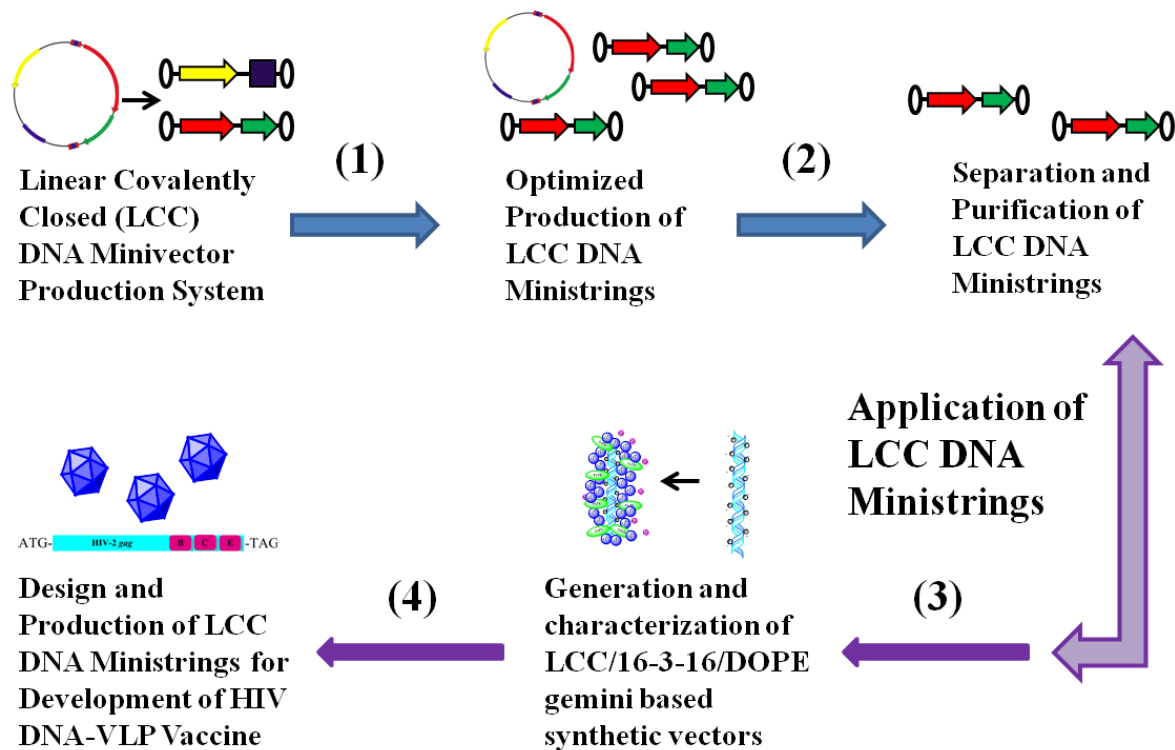 Linear Covalently
Closed (LCC)
DNA Minivector
Production System
(1)
Optimized
Production of
LCC DNA
Ministrings
(2)
Separation and
Purification of
LCC DNA
Ministrings
Application of
LCC DNA
Ministrings
(3)
Generation and
characterization of
LCC/16-3-16/DOPE
gemini based
synthetic vectors
(4)
ATG- HIV-2 gag B C E -TAG
Design and
Production of LCC
DNA Ministrings for
Development of HIV
DNA-VLP Vaccine